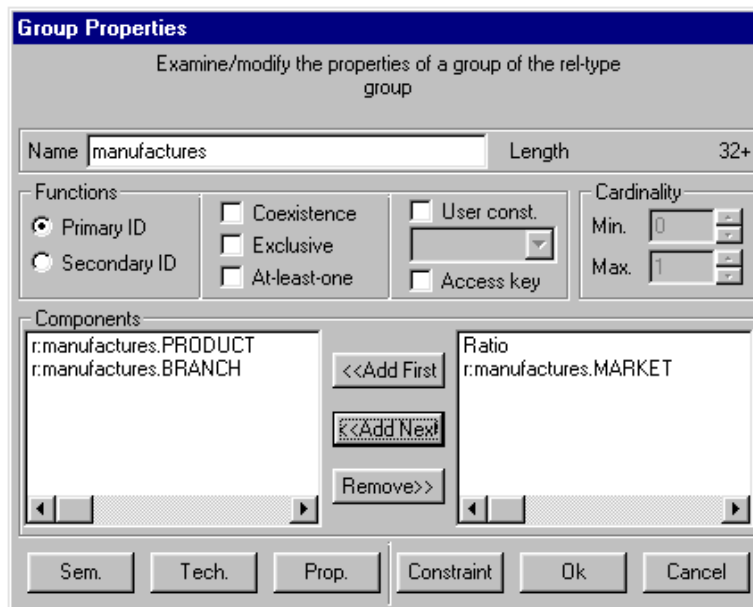 Group Properties
Examine/modify the properties of a group of the rel-type
group
Name manufactures Length 32+
Functions Cardinality
Primary ID Coexistence User const. Min. 0
Secondary ID Exclusive Max. 1
At-least-one Access key
Components
r:manufactures.PRODUCT <<Add First Ratio
r:manufactures.BRANCH r:manufactures.MARKET
<<Add Next
Remove>>
Sem. Tech. Prop. Constraint Ok Cancel